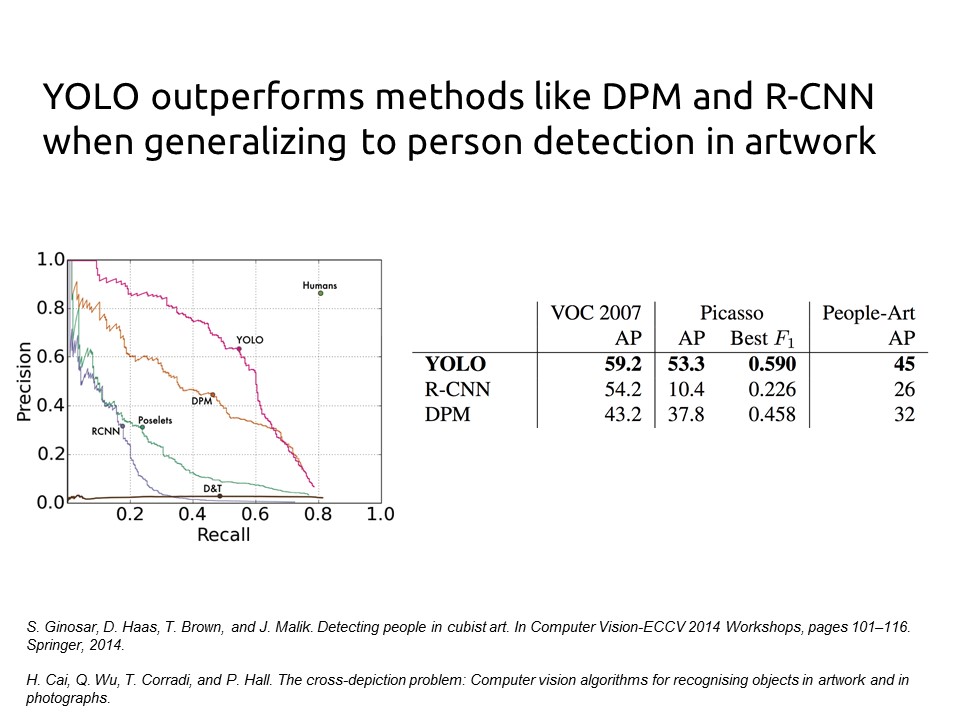 YOLO outperforms methods like DPM and R-CNN
when generalizing to person detection in artwork
1.0
0.8
0.6
0.4
0.2
0.0
Precision
Humans
YOLO
DPM
Poselets
RCNN
D&T
0.2 0.4 0.6 0.8 1.0
Recall
VOC 2007 Picasso People-Art
AP AP Best F1 AP
YOLO 59.2 53.3 0.590 45
R-CNN 54.2 10.4 0.226 26
DPM 43.2 37.8 0.458 32
S. Ginosar, D. Haas, T. Brown, and J. Malik. Detecting people in cubist art. In Computer Vision-ECCV 2014 Workshops, pages 101–116.
Springer, 2014.
H. Cai, Q. Wu, T. Corradi, and P. Hall. The cross-depiction problem: Computer vision algorithms for recognising objects in artwork and in
photographs.